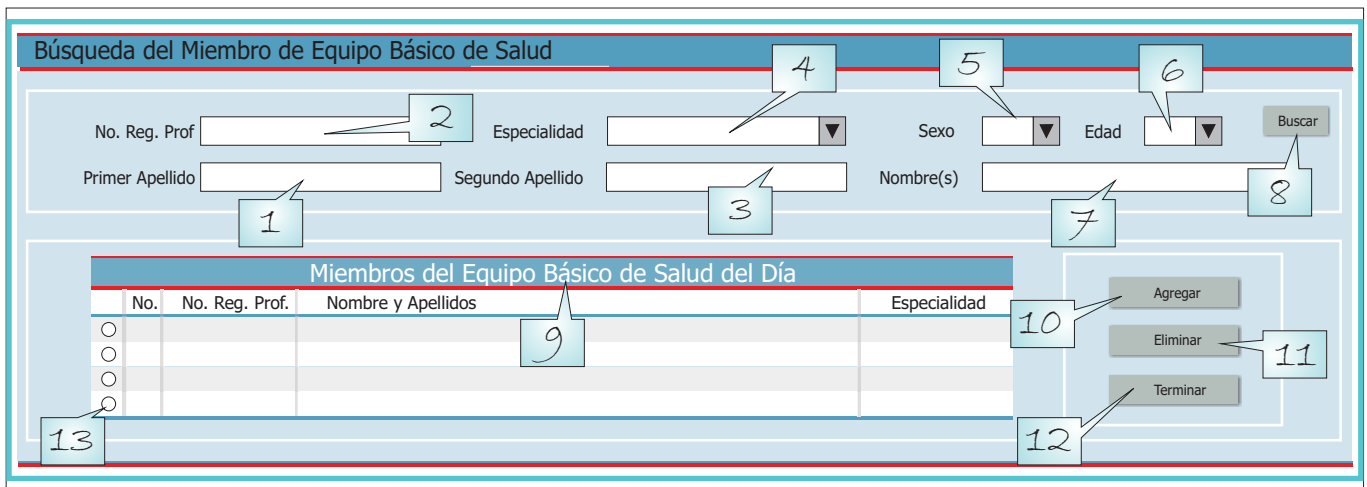 Búsqueda del Miembro de Equipo Básico de Salud
4 5 6
2
No. Reg. Prof Especialidad Sexo Edad Buscar
Primer Apellido Segundo Apellido Nombre(s)
1 3 7 8
Miembros del Equipo Básico de Salud del Día
No. No. Reg. Prof. Nombre y Apellidos Especialidad
9
Agregar
10
Eliminar
11
Terminar
13 12